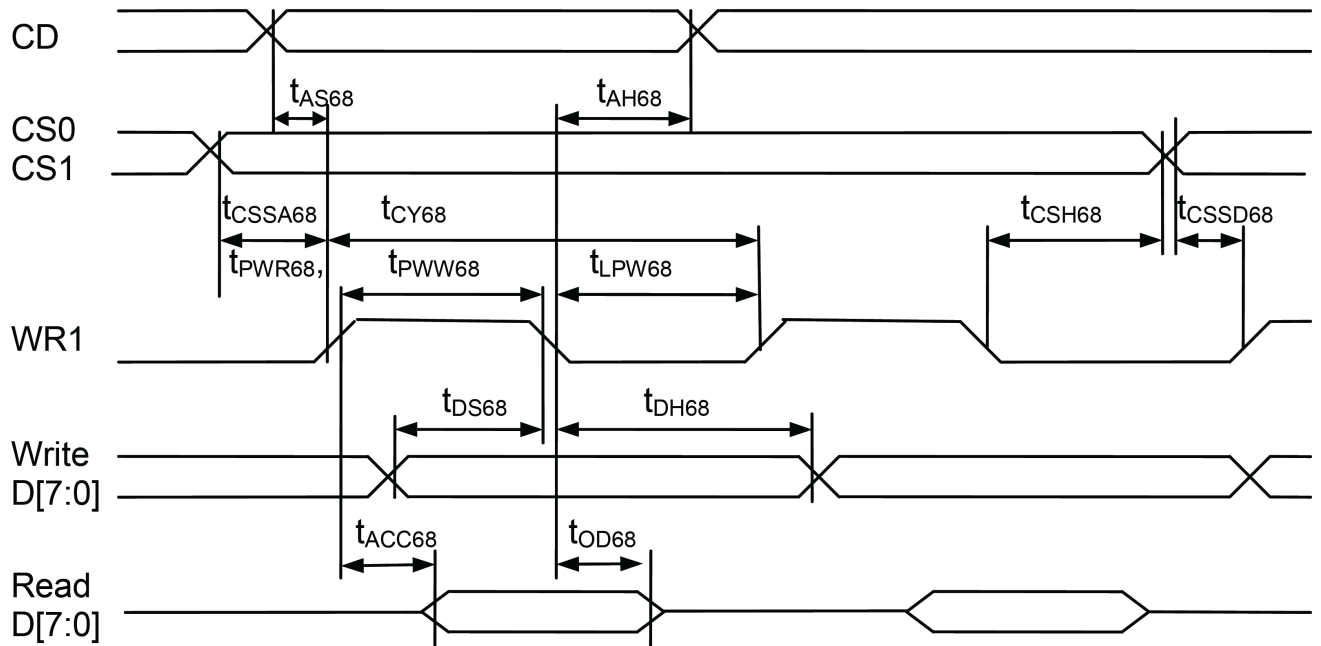 CD
tAS68 tAH68
CS0
CS1
tCSSA68 tCY68 tCSH68 tCSSD68
tPWR68, tPWW68 tLPW68
WR1
tDS68 tDH68
Write
D[7:0]
tACC68 tOD68
Read
D[7:0]